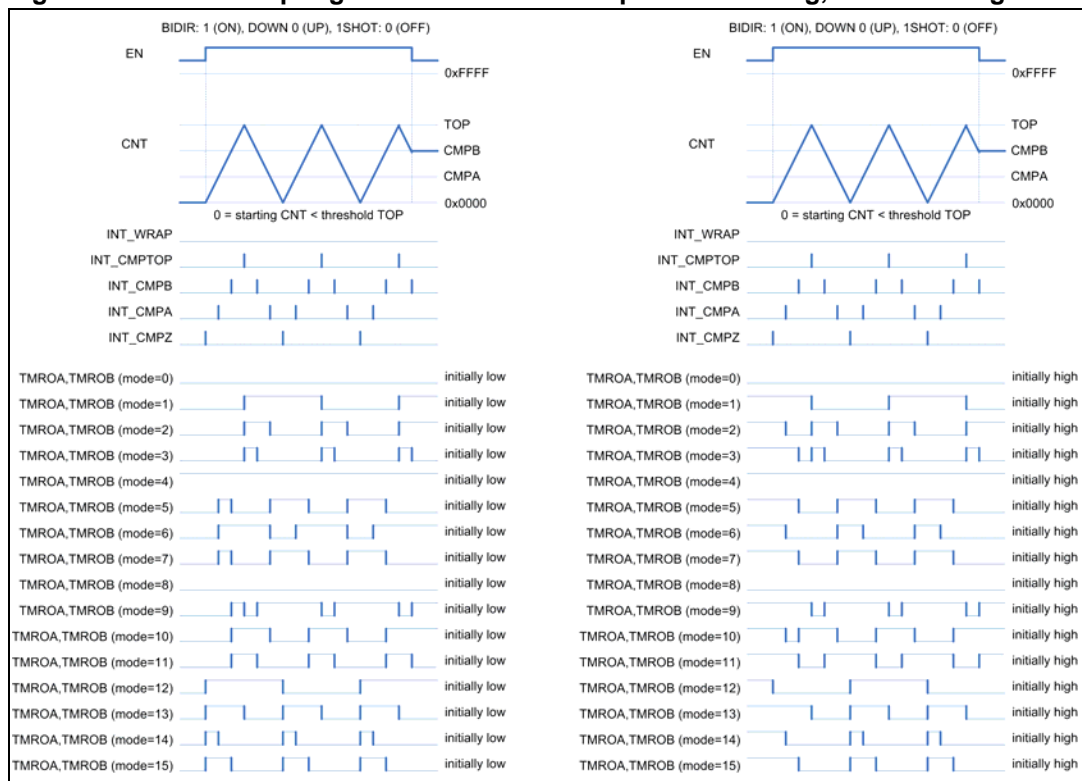 BIDIR: 1 (ON), DOWN 0 (UP), 1SHOT: 0 (OFF)
EN
0xFFFF
TOP
CNT
CMPB
CMPA
0x0000
0 = starting CNT < threshold TOP
INT_WRAP
INT_CMPTOP
INT_CMPB
INT_CMPA
INT_CMPZ
TMROA,TMROB (mode=0) initially low
TMROA,TMROB (mode=1) initially low
TMROA,TMROB (mode=2) initially low
TMROA,TMROB (mode=3) initially low
TMROA,TMROB (mode=4) initially low
TMROA,TMROB (mode=5) initially low
TMROA,TMROB (mode=6) initially low
TMROA,TMROB (mode=7) initially low
TMROA,TMROB (mode=8) initially low
TMROA,TMROB (mode=9) initially low
TMROA,TMROB (mode=10) initially low
TMROA,TMROB (mode=11) initially low
TMROA,TMROB (mode=12) initially low
TMROA,TMROB (mode=13) initially low
TMROA,TMROB (mode=14) initially low
TMROA,TMROB (mode=15) initially low
BIDIR: 1 (ON), DOWN 0 (UP), 1SHOT: 0 (OFF)
EN
0xFFFF
TOP
CNT
CMPB
CMPA
0x0000
0 = starting CNT < threshold TOP
INT_WRAP
INT_CMPTOP
INT_CMPB
INT_CMPA
INT_CMPZ
TMROA,TMROB (mode=0) initially high
TMROA,TMROB (mode=1) initially high
TMROA,TMROB (mode=2) initially high
TMROA,TMROB (mode=3) initially high
TMROA,TMROB (mode=4) initially high
TMROA,TMROB (mode=5) initially high
TMROA,TMROB (mode=6) initially high
TMROA,TMROB (mode=7) initially high
TMROA,TMROB (mode=8) initially high
TMROA,TMROB (mode=9) initially high
TMROA,TMROB (mode=10) initially high
TMROA,TMROB (mode=11) initially high
TMROA,TMROB (mode=12) initially high
TMROA,TMROB (mode=13) initially high
TMROA,TMROB (mode=14) initially high
TMROA,TMROB (mode=15) initially high